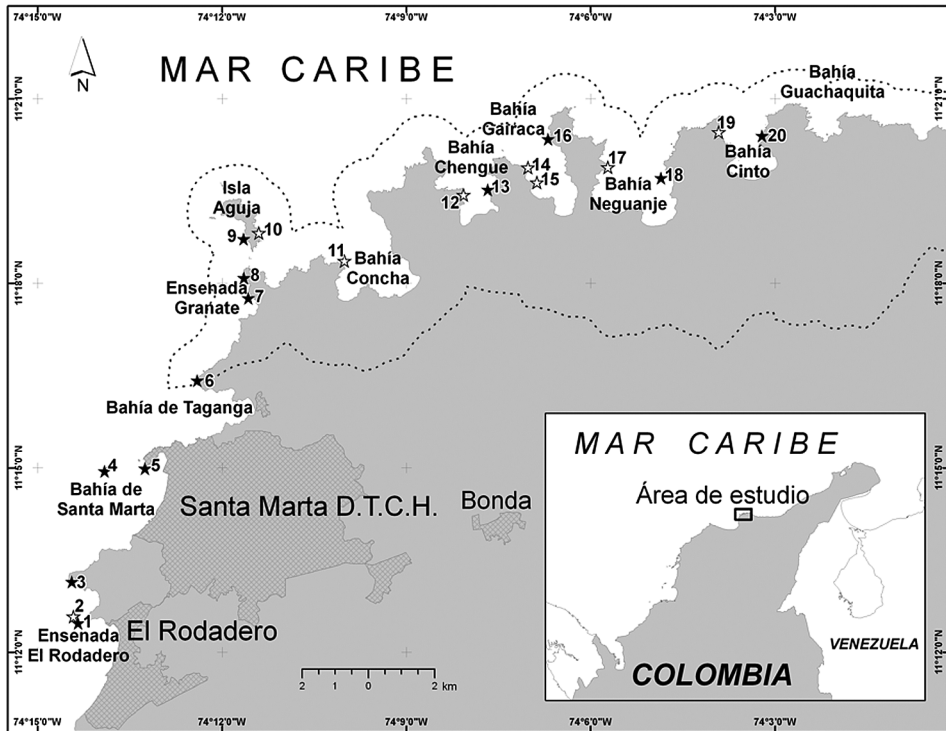 74°15'0"W 74°12'0"W 74°9'0"W 74°6'0"W 74°3'0"W
N
MAR CARIBE
11°21'0"N
11°21'0"N
Bahía
Guachaquita
Bahía
Gairaca
16
19
20
Bahía
Cinto
Bahía
Chengue
14
15
17
18
Bahía
Neguanje
12
13
Isla
Aguja
9
10
11
Bahía
Concha
8
11°18'0"N
11°18'0"N
Ensenada
Granate
7
6
Bahía de Taganga
11°15'0"N
11°15'0"N
4
5
Bahía de
Santa Marta
Santa Marta D.T.C.H.
Bonda
3
2
1
Ensenada
El Rodadero
El Rodadero
11°12'0"N
11°12'0"N
2 1 0 2 km
MAR CARIBE
Área de estudio
VENEZUELA
COLOMBIA
74°15'0"W 74°12'0"W 74°9'0"W 74°6'0"W 74°3'0"W